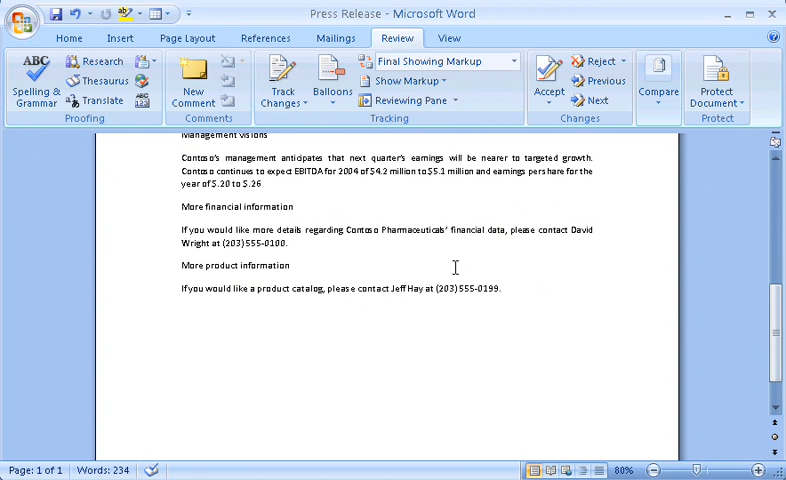 Press Release - Microsoft Word
Home Insert Page Layout References Mailings Review View
ABC Research Final Showing Markup Reject
Spelling & Grammar Thesaurus New Comment Track Changes Balloons Show Markup Accept Previous Compare Protect Document
Translate ABC 123 Reviewing Pane Next
Proofing Comments Tracking Changes Protect
Management visions
Contoso's management anticipates that next quarter's earnings will be nearer to targeted growth.
Contoso continues to expect EBITDA for 2004 of $4.2 million to $5.1 million and earnings per share for the
year of $.20 to $.26
More financial information
If you would like more details regarding Contoso Pharmaceuticals' financial data, please contact David
Wright at (203) 555-0100.
More product information
If you would like a product catalog, please contact Jeff Hay at (203) 555-0199.
Page: 1 of 1 Words: 234 80%